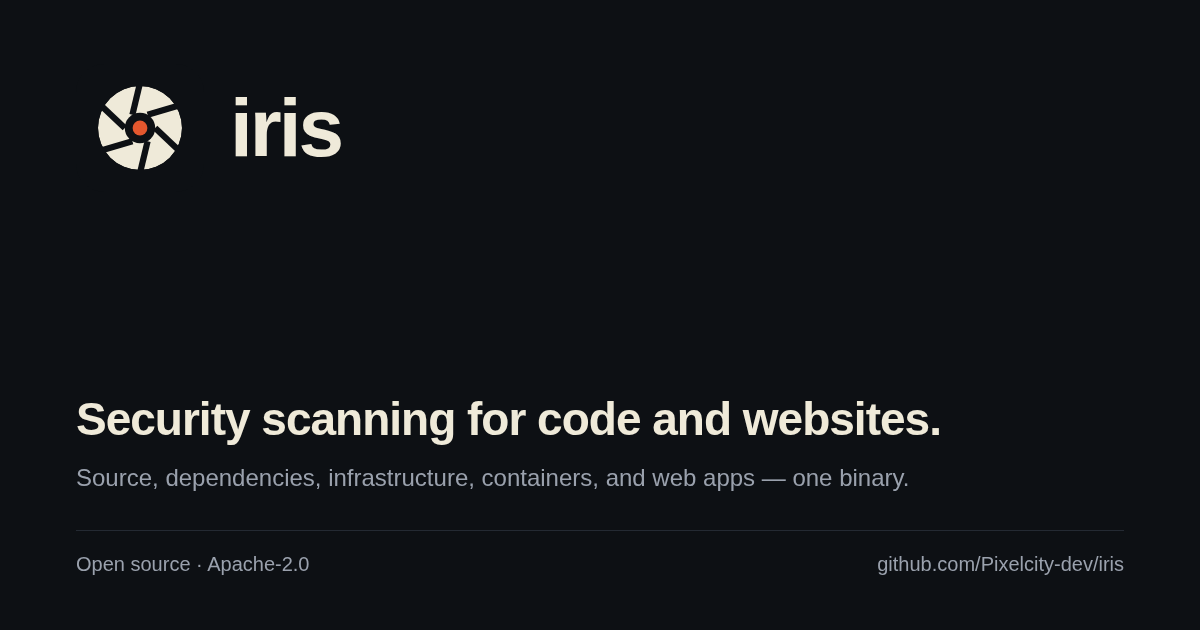 iris
Security scanning for code and websites.
Source, dependencies, infrastructure, containers, and web apps — one binary.
Open source · Apache-2.0
github.com/Pixelcity-dev/iris